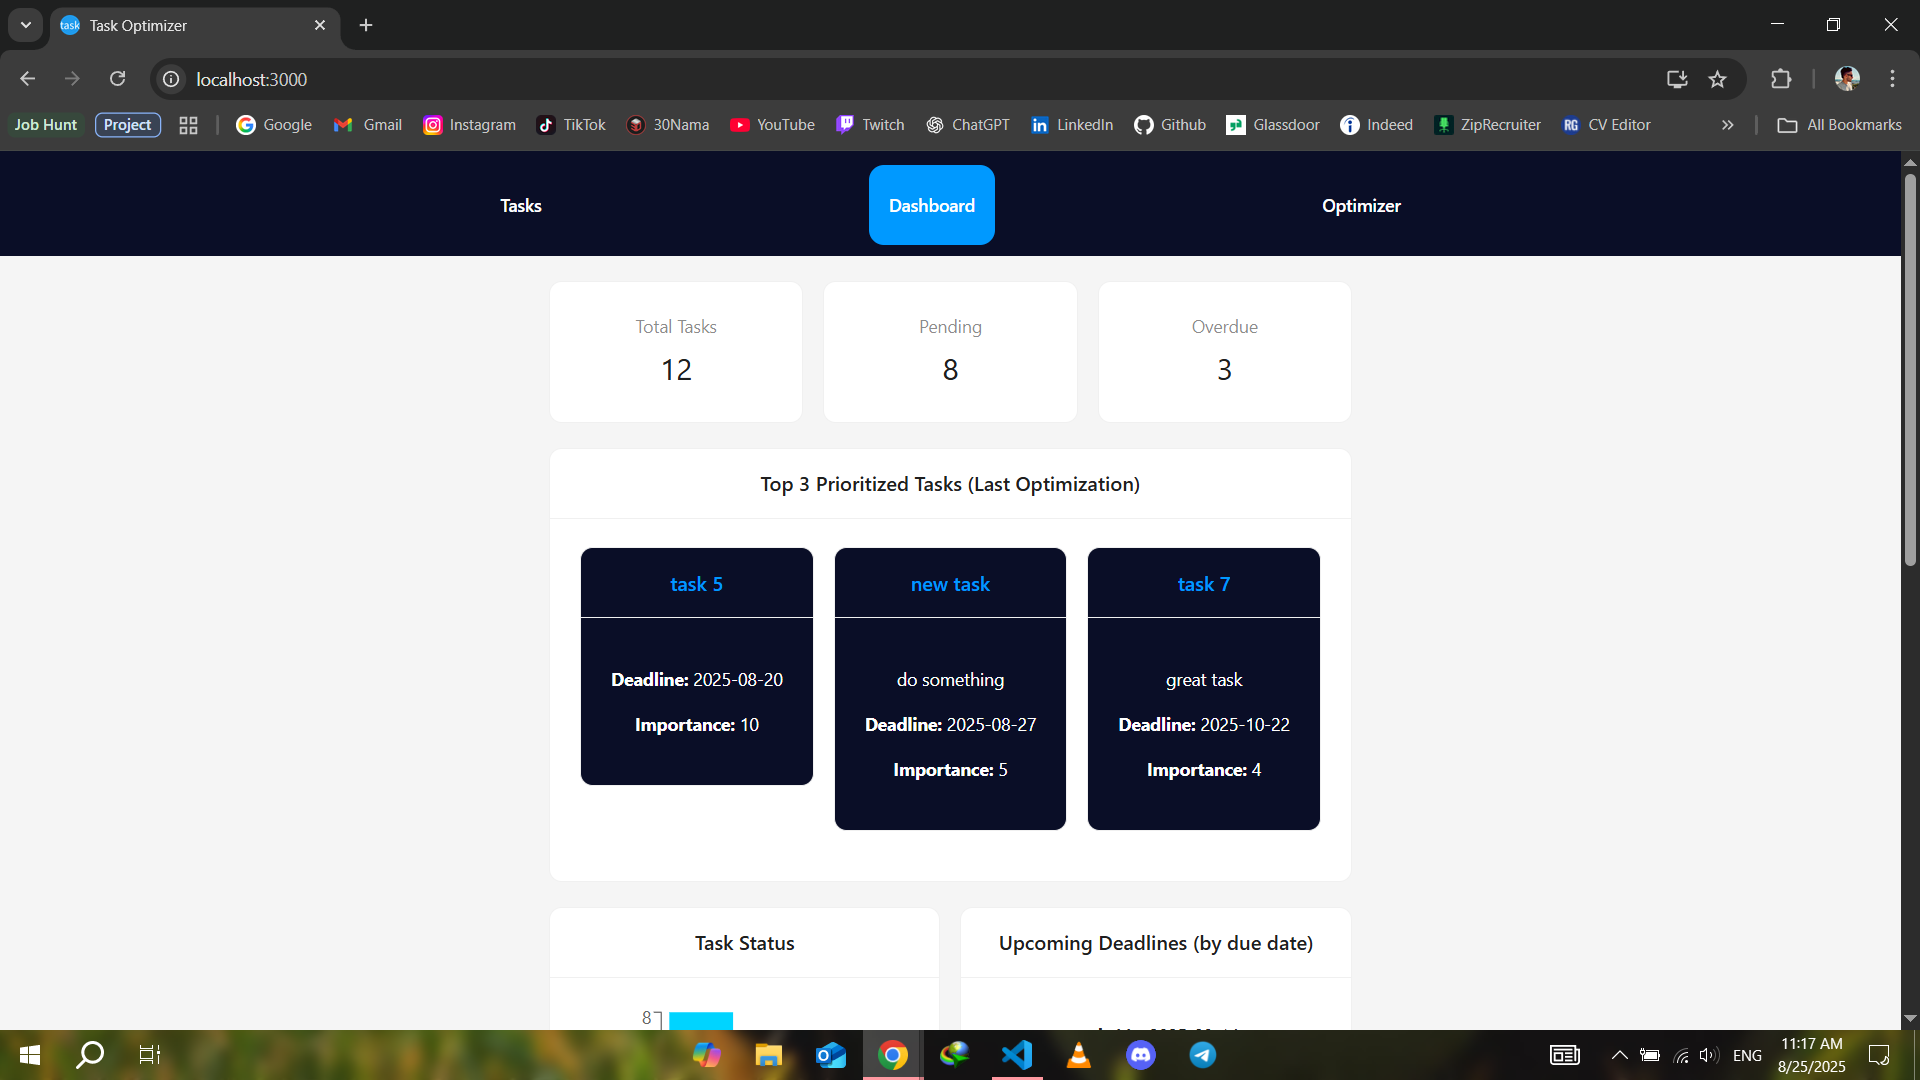 task Task Optimizer
localhost:3000
Job Hunt Project Google Gmail Instagram TikTok 30Nama YouTube Twitch ChatGPT LinkedIn Github Glassdoor Indeed ZipRecruiter RG CV Editor All Bookmarks
Tasks Dashboard Optimizer
Total Tasks Pending Overdue
12 8 3
Top 3 Prioritized Tasks (Last Optimization)
task 5
Deadline: 2025-08-20
Importance: 10
new task
do something
Deadline: 2025-08-27
Importance: 5
task 7
great task
Deadline: 2025-10-22
Importance: 4
Task Status
8
Upcoming Deadlines (by due date)
ENG
11:17 AM
8/25/2025